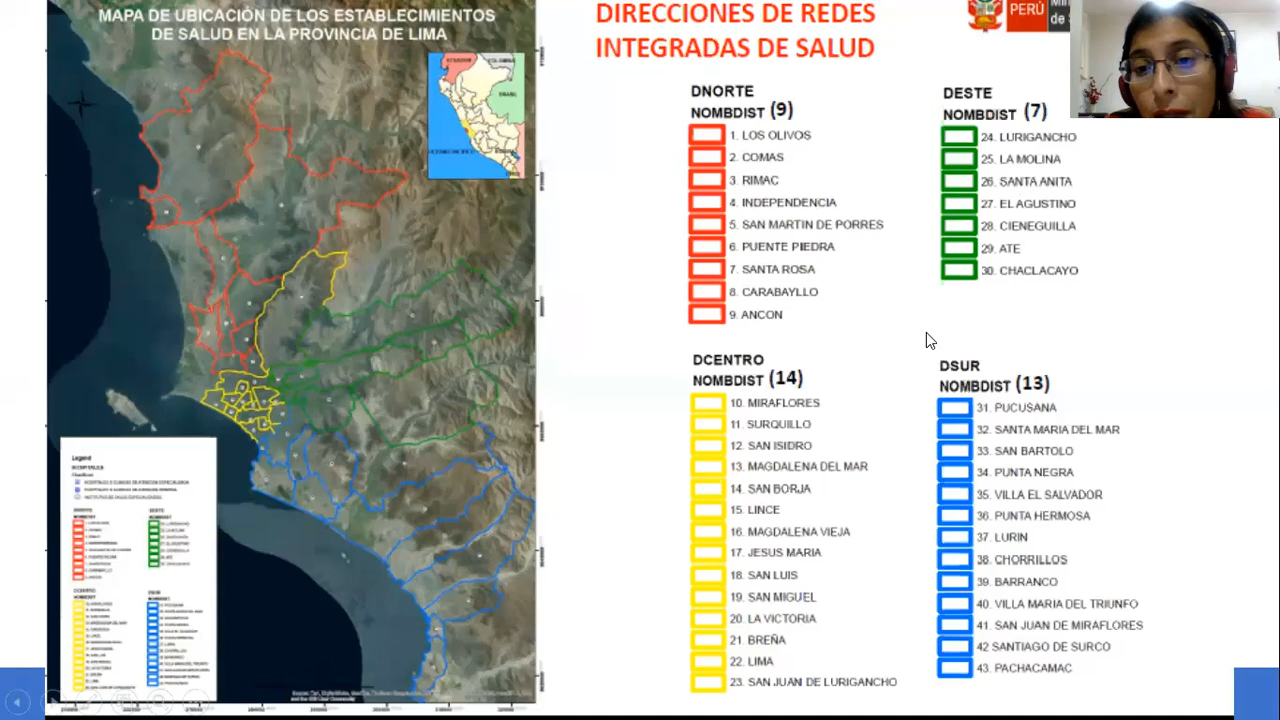 MAPA DE UBICACIÓN DE LOS ESTABLECIMIENTOS
DE SALUD EN LA PROVINCIA DE LIMA
ECUADOR
COLOMBIA
BRASIL
DIRECCIONES DE REDES
INTEGRADAS DE SALUD
PERÚ
DNORTE
NOMBDIST (9)
1. LOS OLIVOS
2. COMAS
3. RIMAC
4. INDEPENDENCIA
5. SAN MARTIN DE PORRES
6. PUENTE PIEDRA
7. SANTA ROSA
8. CARABAYLLO
9. ANCON
DESTE
NOMBDIST (7)
24. LURIGANCHO
25. LA MOLINA
26. SANTA ANITA
27. EL AGUSTINO
28. CIENEGUILLA
29. ATE
30. CHACLACAYO
DCENTRO
NOMBDIST (14)
10. MIRAFLORES
11. SURQUILLO
12. SAN ISIDRO
13. MAGDALENA DEL MAR
14. SAN BORJA
15. LINCE
16. MAGDALENA VIEJA
17. JESUS MARIA
18. SAN LUIS
19. SAN MIGUEL
20. LA VICTORIA
21. BREÑA
22. LIMA
23. SAN JUAN DE LURIGANCHO
DSUR
NOMBDIST (13)
31. PUCUSANA
32. SANTA MARIA DEL MAR
33. SAN BARTOLO
34. PUNTA NEGRA
35. VILLA EL SALVADOR
36. PUNTA HERMOSA
37. LURIN
38. CHORRILLOS
39. BARRANCO
40. VILLA MARIA DEL TRIUNFO
41. SAN JUAN DE MIRAFLORES
42 SANTIAGO DE SURCO
43. PACHACAMAC
Legend